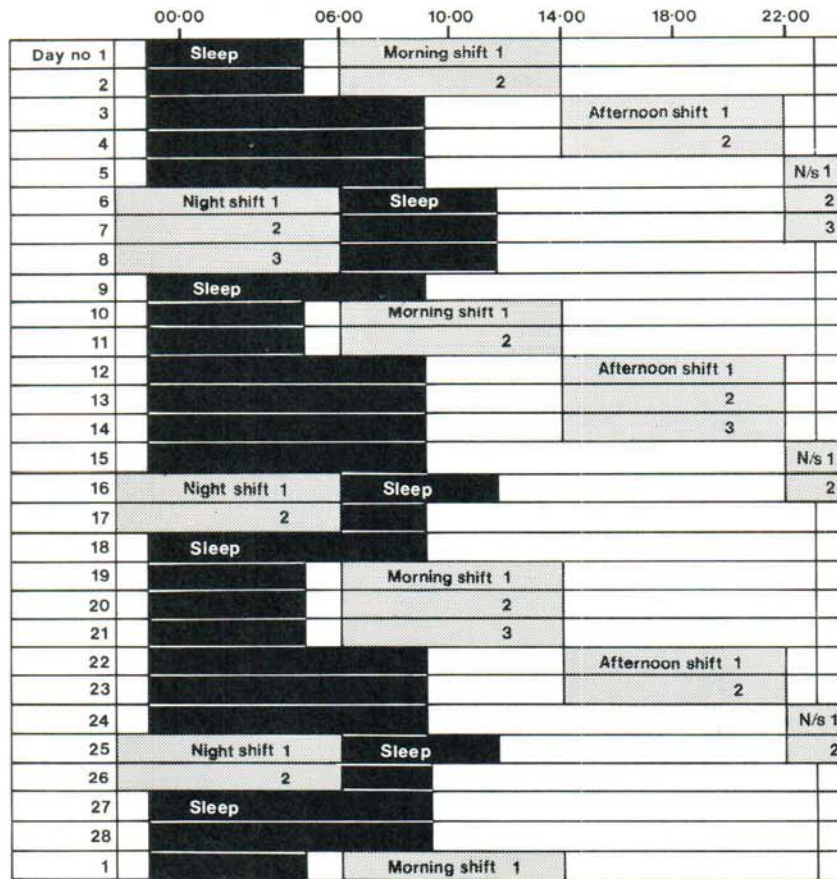 00·00 06·00 10·00 14·00 18·00 22·00
Day no 1 Sleep Morning shift 1
2 2
3 Afternoon shift 1
4 2
5 N/s 1
6 Night shift 1 Sleep 2
7 2 3
8 3
9 Sleep
10 Morning shift 1
11 2
12 Afternoon shift 1
13 2
14 3
15 N/s 1
16 Night shift 1 Sleep 2
17 2
18 Sleep
19 Morning shift 1
20 2
21 3
22 Afternoon shift 1
23 2
24 N/s 1
25 Night shift 1 Sleep 2
26 2
27 Sleep
28
1 Morning shift 1